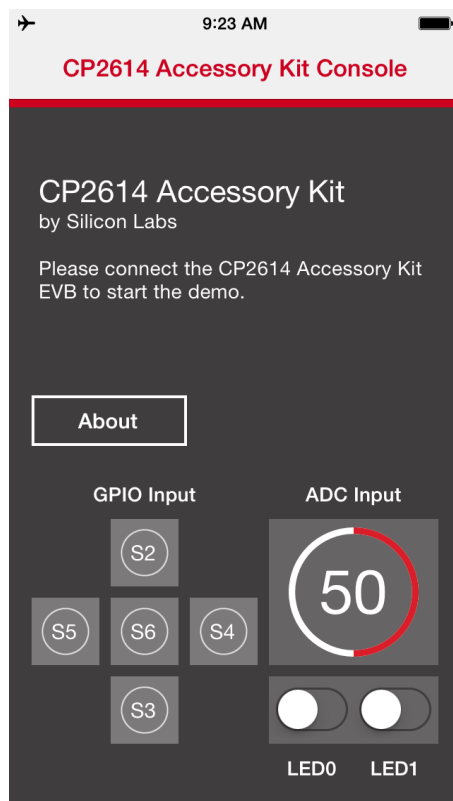 9:23 AM
CP2614 Accessory Kit Console
CP2614 Accessory Kit
by Silicon Labs
Please connect the CP2614 Accessory Kit
EVB to start the demo.
About
GPIO Input
ADC Input
S2
50
S5
S6
S4
S3
LED0
LED1